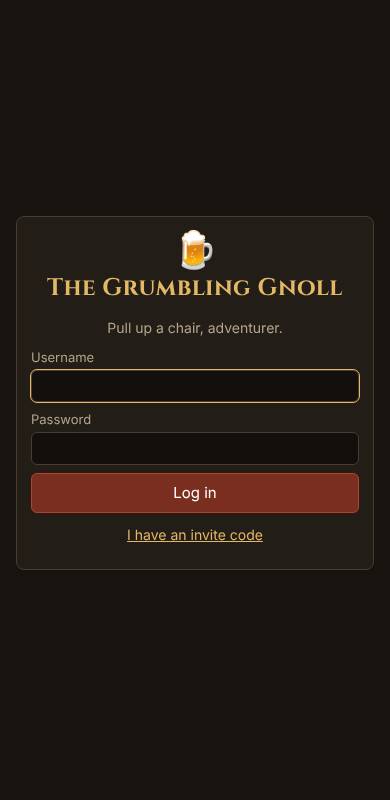 The Grumbling Gnoll
Pull up a chair, adventurer.
Username
Password
Log in
I have an invite code